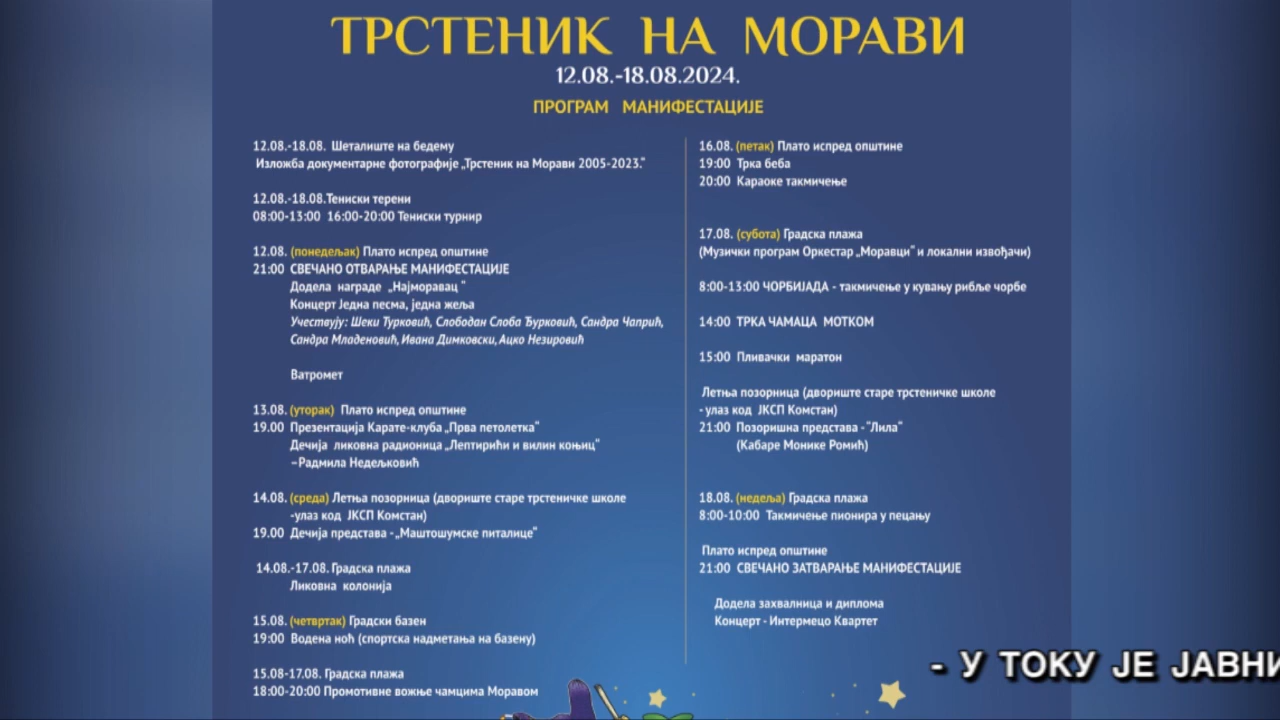 ТРСТЕНИК НА МОРАВИ
12.08.-18.08.2024.
ПРОГРАМ МАНИФЕСТАЦИЈЕ
12.08.-18.08. Шеталиште на бедему
Изложба документарне фотографије „Трстеник на Морави 2005-2023.“
12.08.-18.08.Тениски терени
08:00-13:00 16:00-20:00 Тениски турнир
12.08. (понедељак) Плато испред општине
21:00 СВЕЧАНО ОТВАРАЊЕ МАНИФЕСТАЦИЈЕ
Додела награде „Најморавац “
Концерт Једна песма, једна жеља
Учествују: Шеки Турковић, Слободан Слоба Ђурковић, Сандра Чапрић,
Сандра Младеновић, Ивана Димковски, Ацко Незировић
Ватромет
13.08. (уторак) Плато испред општине
19.00 Презентација Карате-клуба „Прва петолетка“
Дечија ликовна радионица „Лептирићи и вилин коњиц“
–Радмила Недељковић
14.08. (среда) Летња позорница (двориште старе трстеничке школе
-улаз код ЈКСП Комстан)
19.00 Дечија представа - „Маштошумске питалице“
14.08.-17.08. Градска плажа
Ликовна колонија
15.08. (четвртак) Градски базен
19:00 Водена ноћ (спортска надметања на базену)
15.08-17.08. Градска плажа
18:00-20:00 Промотивне вожње чамцима Моравом
16.08. (петак) Плато испред општине
19:00 Трка беба
20:00 Караоке такмичење
17.08. (субота) Градска плажа
(Музички програм Оркестар „Моравци“ и локални извођачи)
8:00-13:00 ЧОРБИЈАДА - такмичење у кувању рибље чорбе
14:00 ТРКА ЧАМАЦА МОТКОМ
15:00 Пливачки маратон
Летња позорница (двориште старе трстеничке школе
- улаз код ЈКСП Комстан)
21:00 Позоришна представа - “Лила“
(Кабаре Монике Ромић)
18.08. (недеља) Градска плажа
8:00-10:00 Такмичење пионира у пецању
Плато испред општине
21:00 СВЕЧАНО ЗАТВАРАЊЕ МАНИФЕСТАЦИЈЕ
Додела захвалница и диплома
Концерт - Интермецо Квартет
- У ТОКУ ЈЕ ЈАВНИ